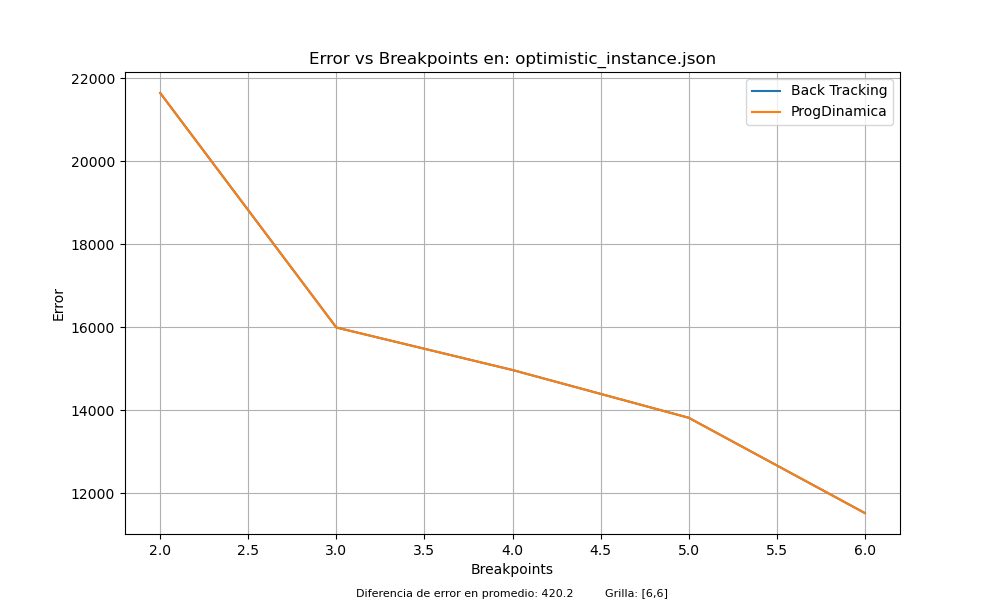 Error vs Breakpoints en: optimistic_instance.json
22000
20000
18000
16000
14000
12000
Error
Back Tracking
ProgDinamica
2.0 2.5 3.0 3.5 4.0 4.5 5.0 5.5 6.0
Breakpoints
Diferencia de error en promedio: 420.2 Grilla: [6,6]